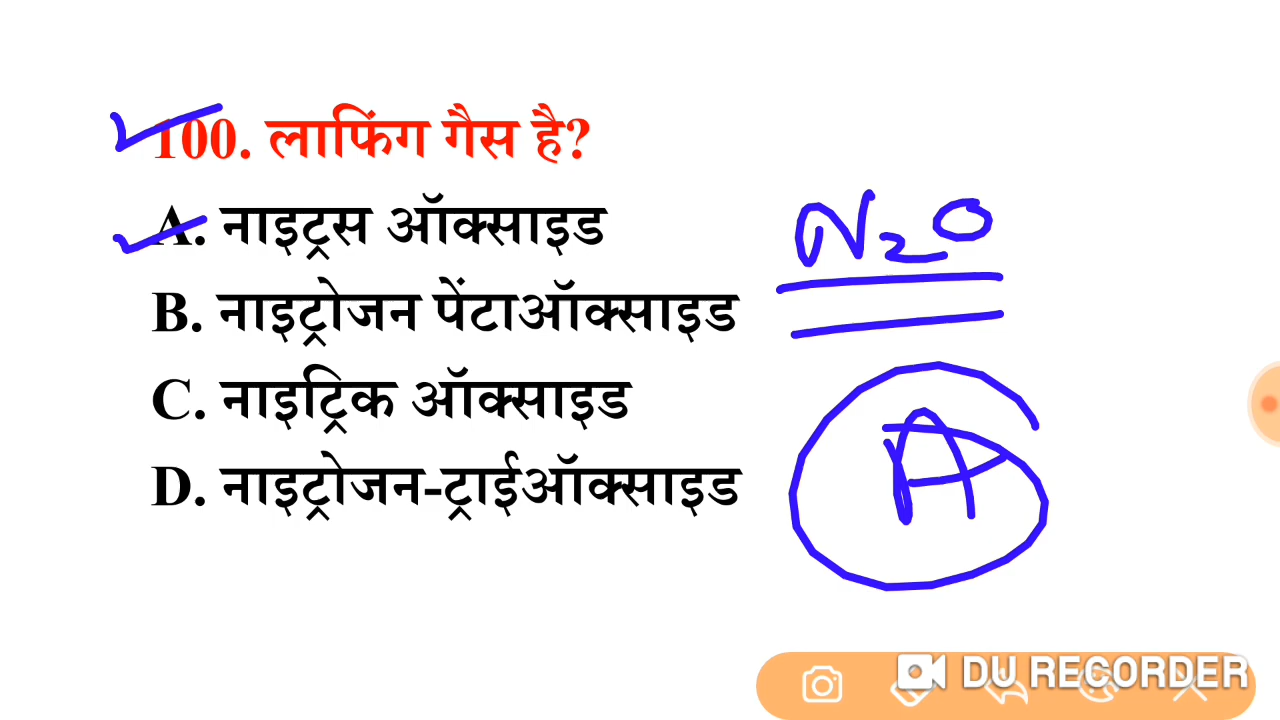 100. लाफिंग गैस है?
A. नाइट्रस ऑक्साइड
N₂O
B. नाइट्रोजन पेंटाऑक्साइड
C. नाइट्रिक ऑक्साइड
A
D. नाइट्रोजन-ट्राईऑक्साइड
DU RECORDER